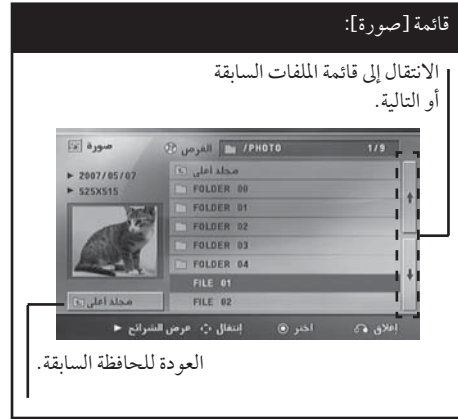 قائمة [صورة]:
الانتقال إلى قائمة الملفات السابقة
أو التالية.
صورة
القرص /PHOTO 1/9
2007/05/07
525X515
مجلد أعلى
FOLDER 00
FOLDER 01
FOLDER 02
FOLDER 03
FOLDER 04
FILE 01
FILE 02
مجلد أعلى
إغلاق اختر إنتقال عرض الشرائح
العودة للحافظة السابقة.